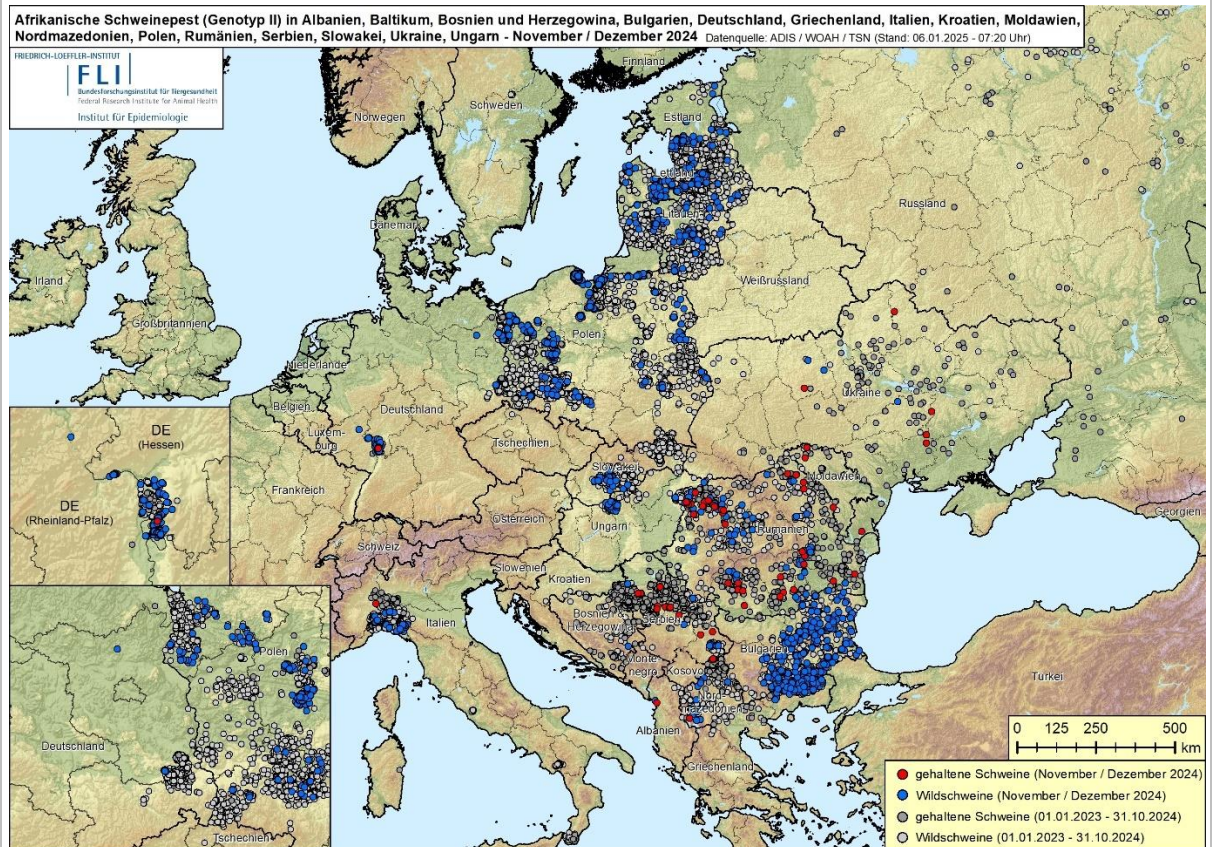 Afrikanische Schweinepest (Genotyp II) in Albanien, Baltikum, Bosnien und Herzegowina, Bulgarien, Deutschland, Griechenland, Italien, Kroatien, Moldawien,
Nordmazedonien, Polen, Rumänien, Serbien, Slowakei, Ukraine, Ungarn - November / Dezember 2024 Datenquelle: ADIS / WOAH / TSN (Stand: 06.01.2025 - 07:20 Uhr)
FRIEDRICH-LOEFFLER-INSTITUT
FLI
Bundesforschungsinstitut für Tiergesundheit
Federal Research Institute for Animal Health
Institut für Epidemiologie
Finnland
Schweden
Norwegen
Estland
Lettland
Russland
Dänemark
Litauen
Irland
Weißrussland
Großbritannien
Polen
Niederlande
Ukraine
Belgien
Deutschland
Luxem-
burg
Tschechien
Slowakei
Moldawien
Frankreich
Österreich
Ungarn
Rumänien
Georgien
Schweiz
Slowenien
Kroatien
Bosnien &
Herzegowina
Serbien
Italien
Monte-
negro
Kosovo
Bulgarien
Nord-
mazedonien
Türkei
Albanien
Griechenland
DE
(Hessen)
DE
(Rheinland-Pfalz)
Polen
Deutschland
Tschechien
0 125 250 500
km
gehaltene Schweine (November / Dezember 2024)
Wildschweine (November / Dezember 2024)
gehaltene Schweine (01.01.2023 - 31.10.2024)
Wildschweine (01.01.2023 - 31.10.2024)